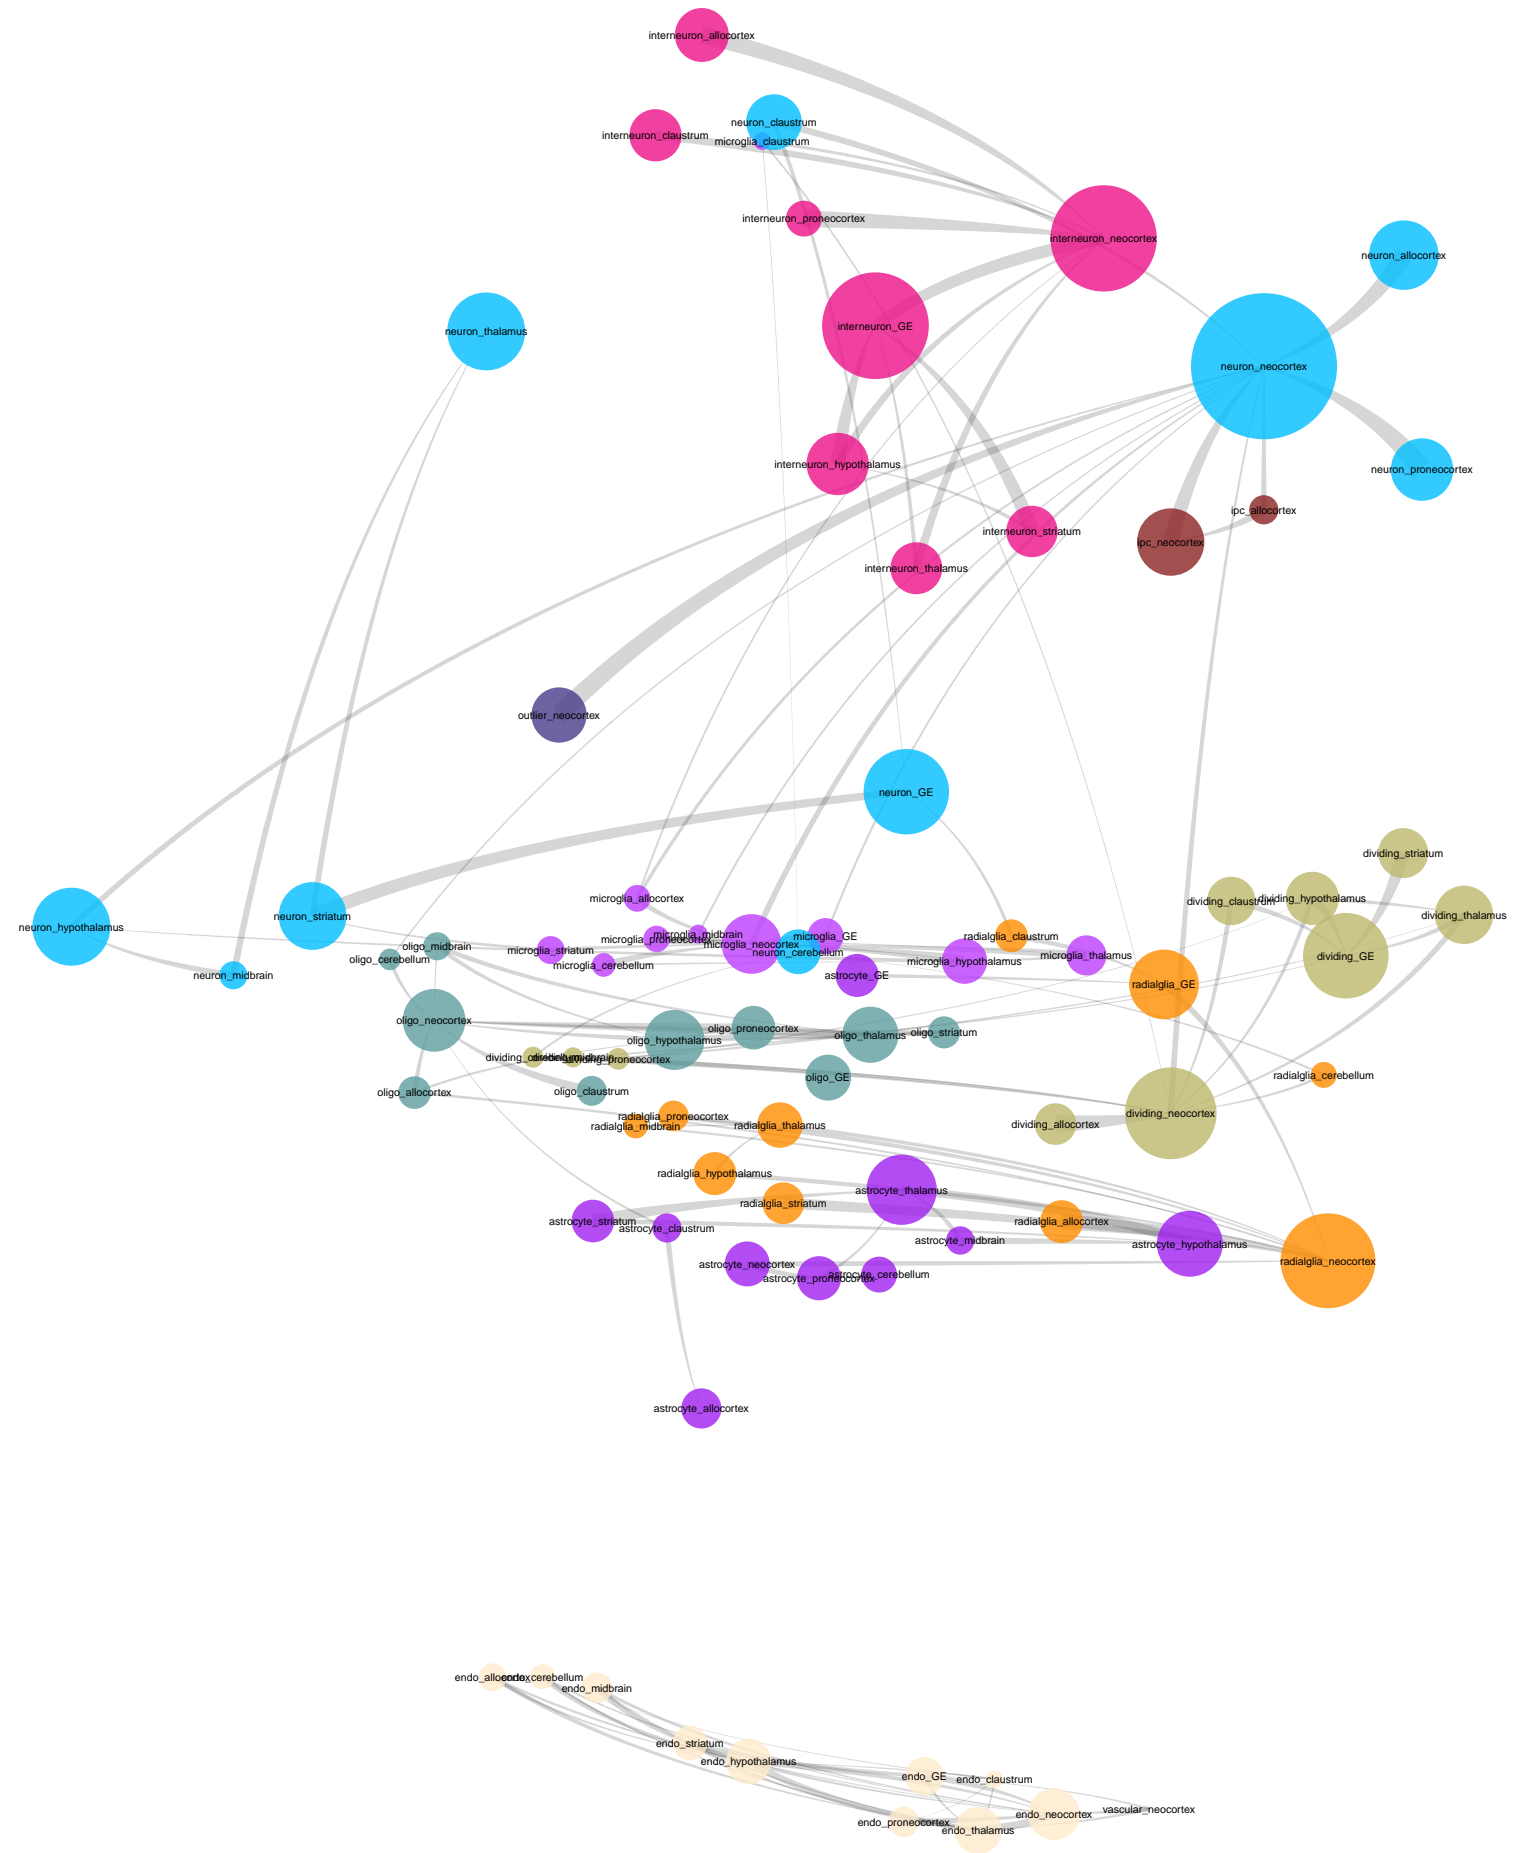 interneuron_allocortex
neuron_claustrum
interneuron_claustrum
microglia_claustrum
interneuron_proneocortex
interneuron_neocortex
neuron_allocortex
interneuron_GE
neuron_thalamus
neuron_neocortex
interneuron_hypothalamus
neuron_proneocortex
ipc_allocortex
interneuron_striatum
ipc_neocortex
interneuron_thalamus
outlier_neocortex
neuron_GE
dividing_striatum
microglia_allocortex
dividing_claustrum
dividing_hypothalamus
neuron_striatum
dividing_thalamus
neuron_hypothalamus
microglia_midbrain
microglia_GE
radialglia_claustrum
microglia_proneocortex
oligo_midbrain
microglia_neocortex
microglia_striatum
neuron_cerebellum
microglia_thalamus
dividing_GE
oligo_cerebellum
microglia_hypothalamus
microglia_cerebellum
neuron_midbrain
astrocyte_GE
radialglia_GE
oligo_neocortex
oligo_proneocortex
oligo_striatum
oligo_thalamus
oligo_hypothalamus
dividing_cerebellum
dividing_midbrain
dividing_proneocortex
radialglia_cerebellum
oligo_GE
oligo_allocortex
oligo_claustrum
dividing_neocortex
radialglia_proneocortex
dividing_allocortex
radialglia_midbrain
radialglia_thalamus
radialglia_hypothalamus
astrocyte_thalamus
radialglia_striatum
astrocyte_striatum
radialglia_allocortex
astrocyte_claustrum
astrocyte_midbrain
astrocyte_hypothalamus
radialglia_neocortex
astrocyte_neocortex
astrocyte_proneocortex
astrocyte_cerebellum
astrocyte_allocortex
endo_allocortex
endo_cerebellum
endo_midbrain
endo_striatum
endo_hypothalamus
endo_GE
endo_claustrum
vascular_neocortex
endo_neocortex
endo_proneocortex
endo_thalamus